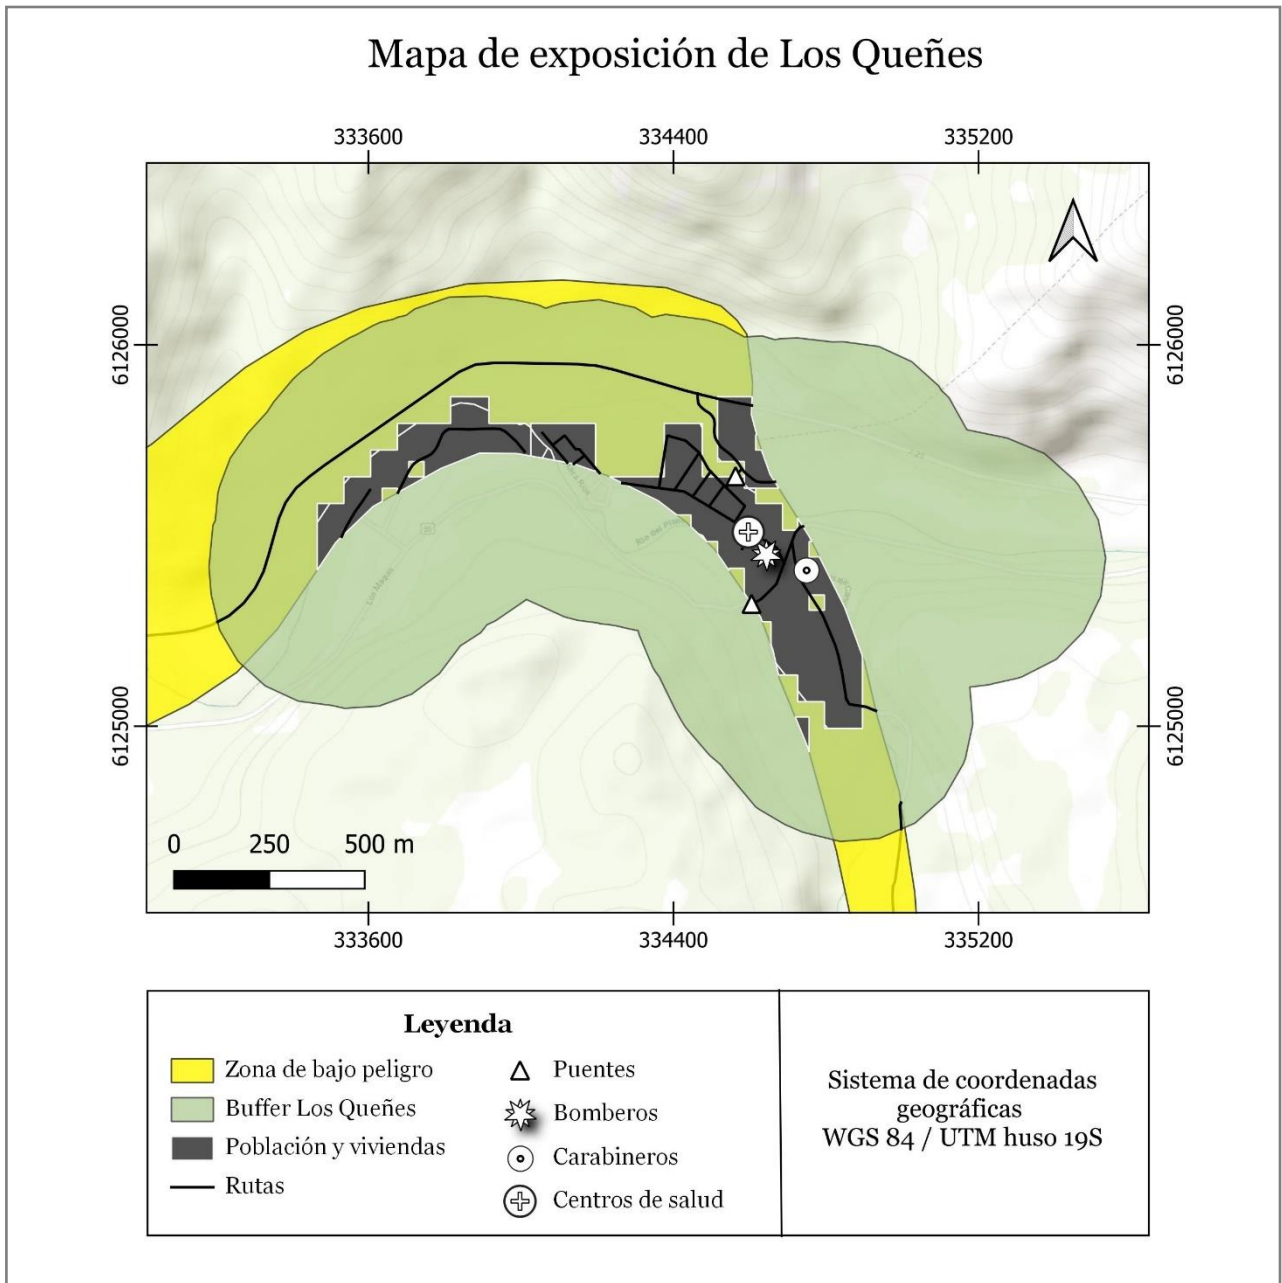 Mapa de exposición de Los Queñes
333600
334400
335200
6126000
6126000
Los Mapas
6125000
6125000
0 250 500 m
333600
334400
335200
Leyenda
Zona de bajo peligro
Buffer Los Queñes
Población y viviendas
Rutas
Puentes
Bomberos
Carabineros
Centros de salud
Sistema de coordenadas
geográficas
WGS 84 / UTM huso 19S